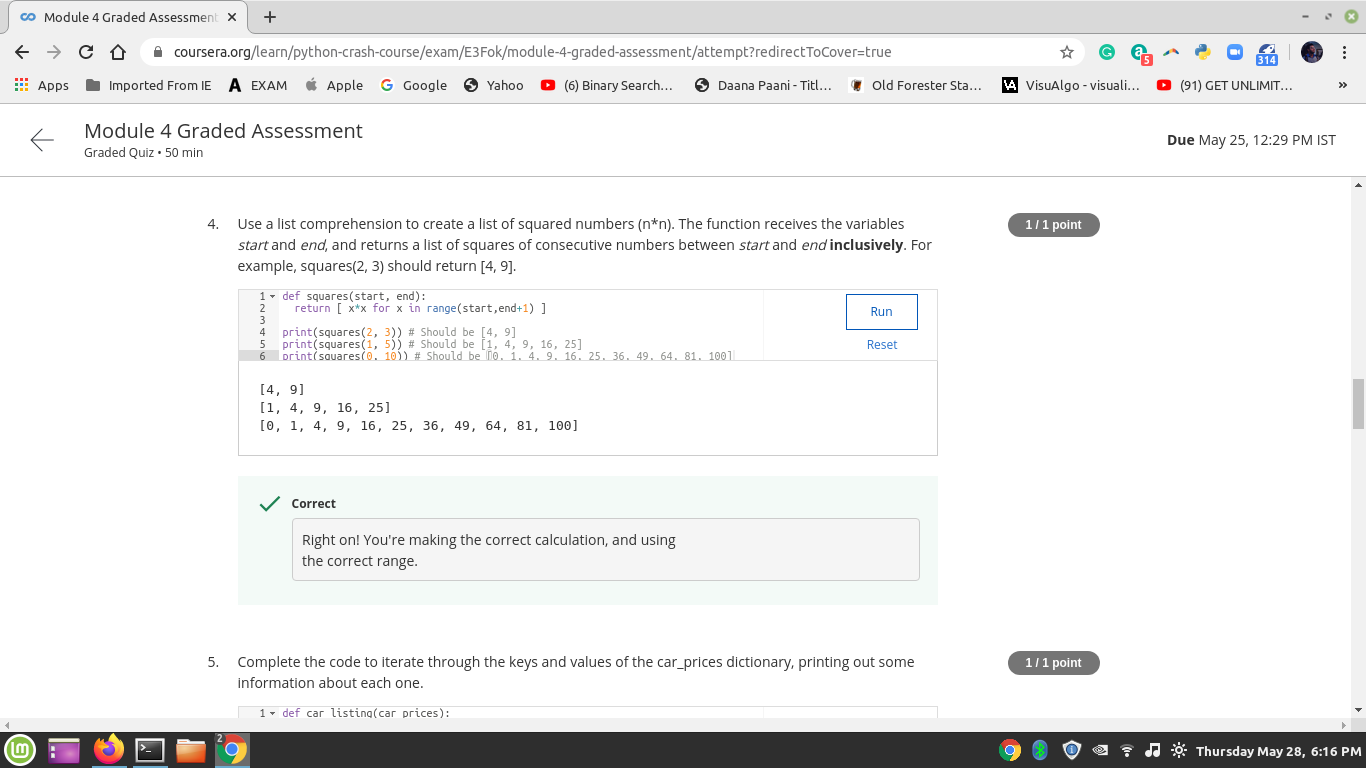 Module 4 Graded Assessment
coursera.org/learn/python-crash-course/exam/E3Fok/module-4-graded-assessment/attempt?redirectToCover=true
5
314
Apps Imported From IE EXAM Apple Google Yahoo (6) Binary Search... Daana Paani - Titl... Old Forester Sta... VisuAlgo - visuali... (91) GET UNLIMIT... »
Module 4 Graded Assessment
Graded Quiz • 50 min
Due May 25, 12:29 PM IST
4. Use a list comprehension to create a list of squared numbers (n*n). The function receives the variables
start and end, and returns a list of squares of consecutive numbers between start and end inclusively. For
example, squares(2, 3) should return [4, 9].
1 / 1 point
1 def squares(start, end):
2 return [ x*x for x in range(start,end+1) ]
3
4 print(squares(2, 3)) # Should be [4, 9]
5 print(squares(1, 5)) # Should be [1, 4, 9, 16, 25]
6 print(squares(0, 10)) # Should be [0, 1, 4, 9, 16, 25, 36, 49, 64, 81, 100]
Run
Reset
[4, 9]
[1, 4, 9, 16, 25]
[0, 1, 4, 9, 16, 25, 36, 49, 64, 81, 100]
Correct
Right on! You're making the correct calculation, and using
the correct range.
5. Complete the code to iterate through the keys and values of the car_prices dictionary, printing out some
information about each one.
1 / 1 point
1 def car_listing(car_prices):
2
Thursday May 28, 6:16 PM